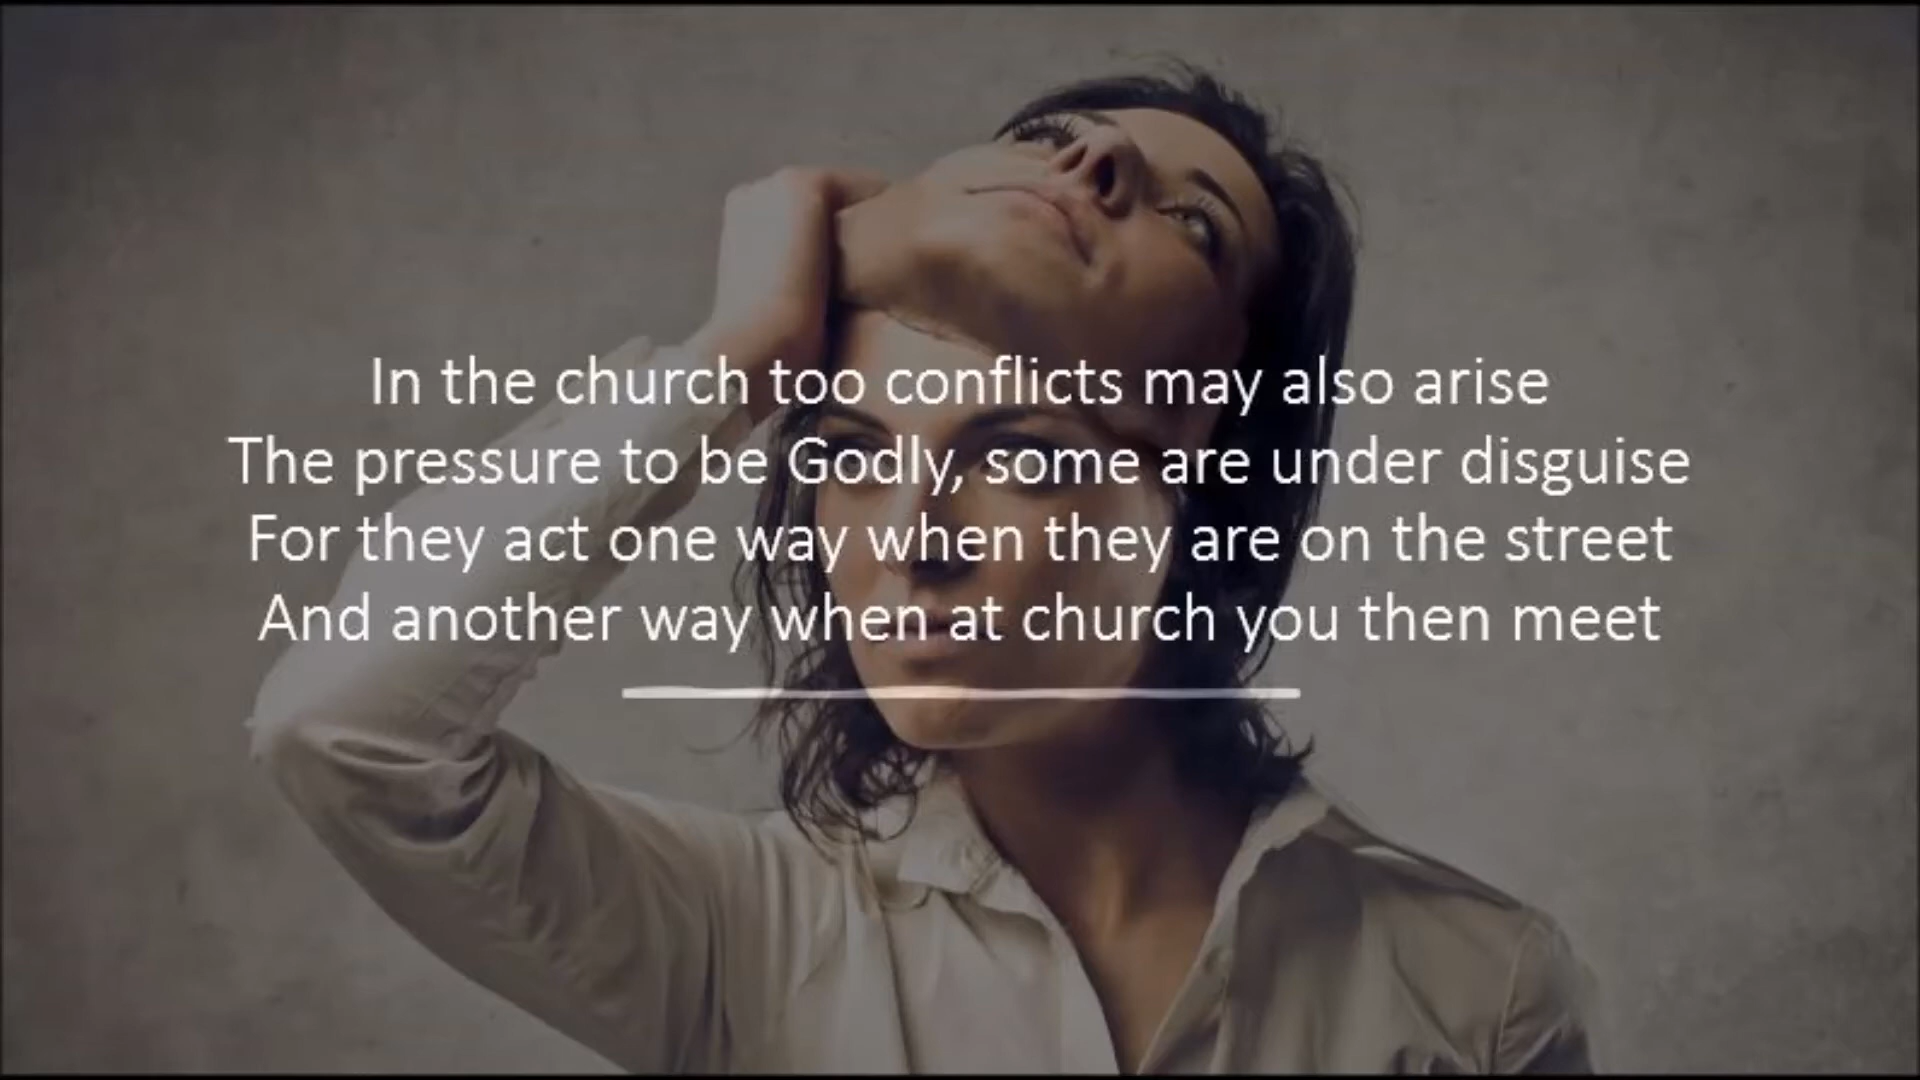 In the church too conflicts may also arise
The pressure to be Godly, some are under disguise
For they act one way when they are on the street
And another way when at church you then meet